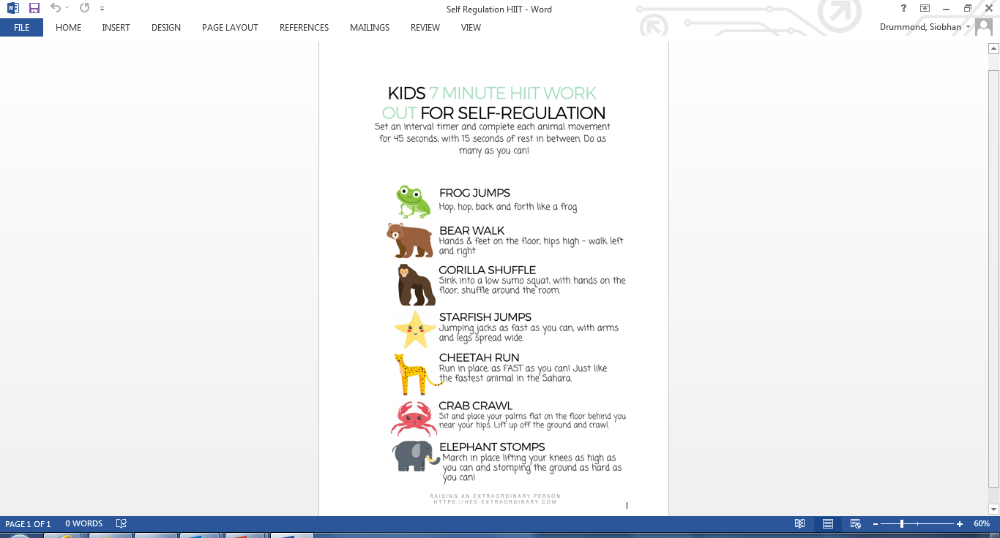 Self Regulation HIIT - Word
FILE HOME INSERT DESIGN PAGE LAYOUT REFERENCES MAILINGS REVIEW VIEW
Drummond, Siobhan
KIDS 7 MINUTE HIIT WORK
OUT FOR SELF-REGULATION
Set an interval timer and complete each animal movement
for 45 seconds, with 15 seconds of rest in between. Do as
many as you can!
FROG JUMPS
Hop, hop, back and forth like a frog
BEAR WALK
Hands & feet on the floor, hips high - walk left
and right
GORILLA SHUFFLE
Sink into a low sumo squat, with hands on the
floor, shuffle around the room.
STARFISH JUMPS
Jumping jacks as fast as you can, with arms
and legs spread wide.
CHEETAH RUN
Run in place, as FAST as you can! Just like
the fastest animal in the Sahara.
CRAB CRAWL
Sit and place your palms flat on the floor behind you
near your hips. Lift up off the ground and crawl.
ELEPHANT STOMPS
March in place lifting your knees as high as
you can and stomping the ground as hard as
you can!
RAISING AN EXTRAORDINARY PERSON
HTTPS://HES-EXTRAORDINARY.COM
PAGE 1 OF 1 0 WORDS 60%